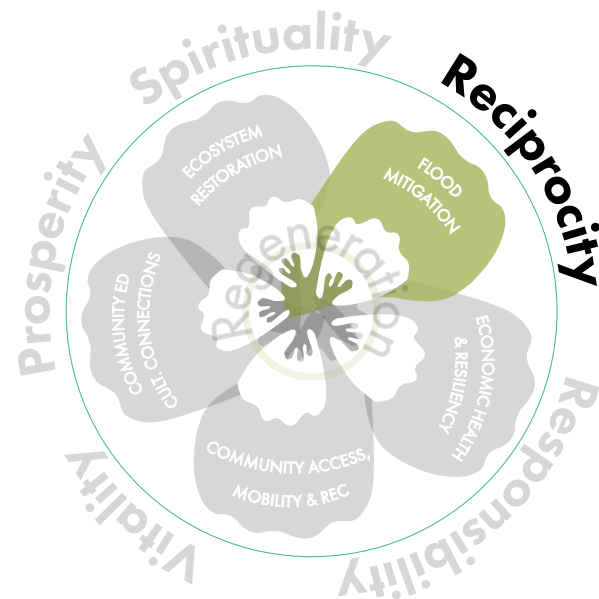 Spirituality
Reciprocity
Responsibility
Vitality
Prosperity
ECOSYSTEM
RESTORATION
FLOOD
MITIGATION
ECONOMIC HEALTH
& RESILIENCY
COMMUNITY ACCESS,
MOBILITY & REC
COMMUNITY ED
CULT. CONNECTIONS
Regeneration